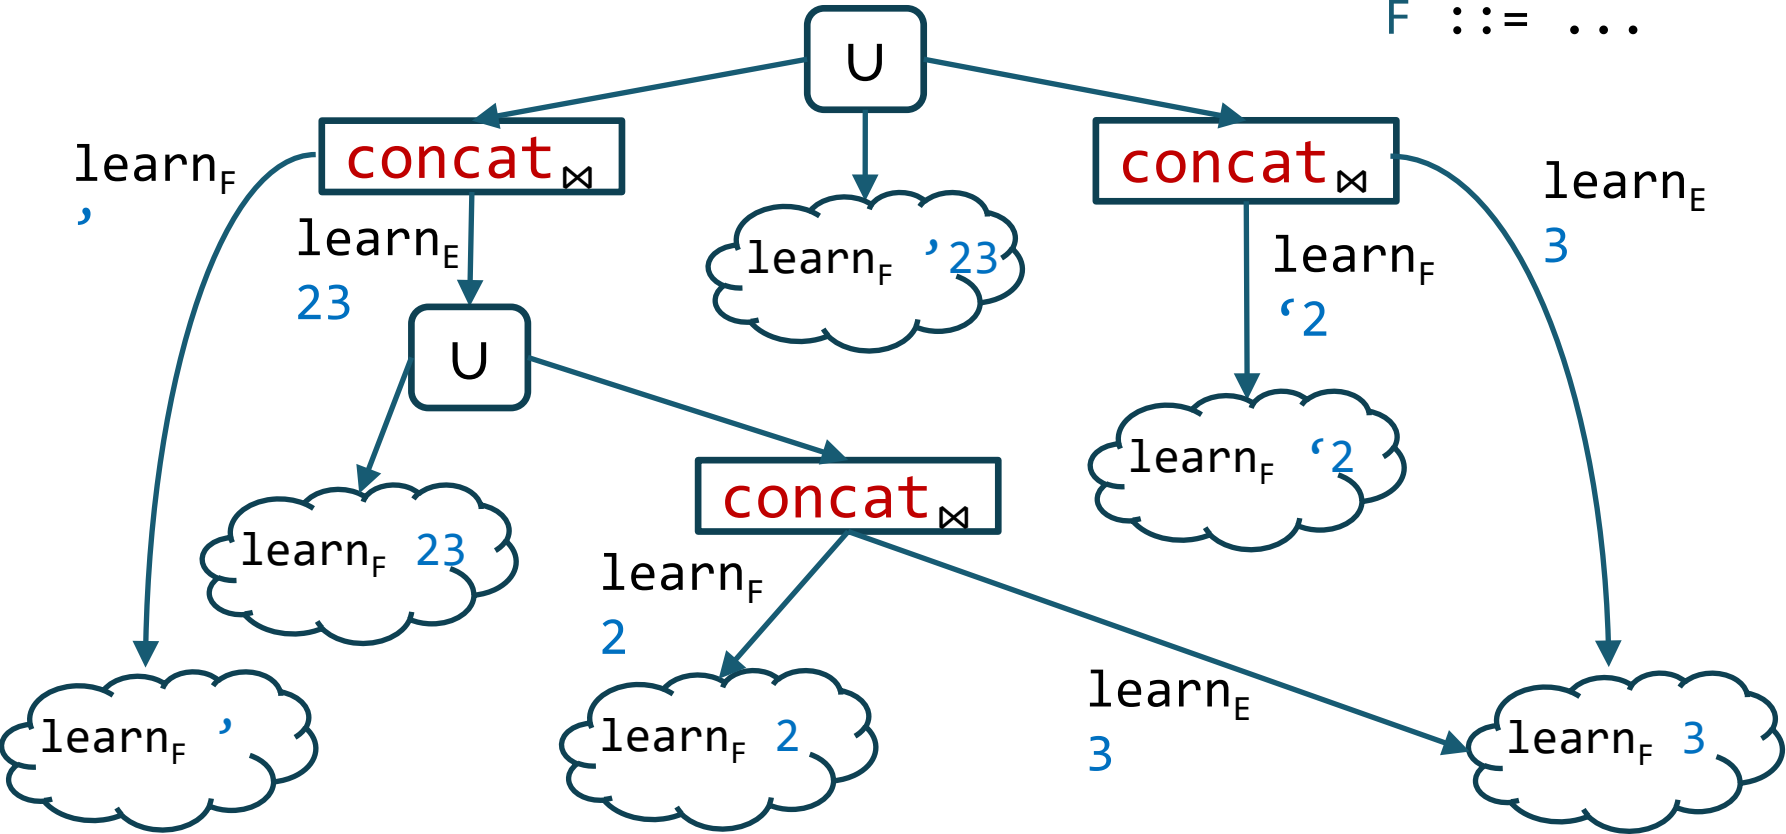 F ::= ...
∪
concat⋈
concat⋈
learnF
’
learnE
23
learnF ’23
learnF
‘2
learnE
3
∪
learnF ‘2
concat⋈
learnF 23
learnF
2
learnE
3
learnF ’
learnF 2
learnF 3